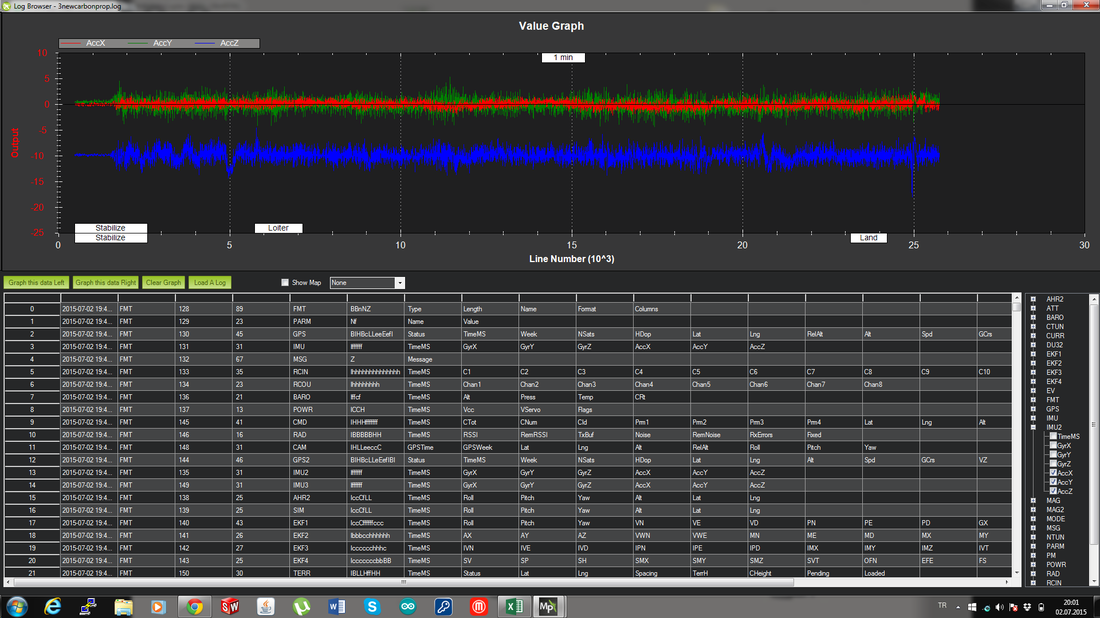 Log Browser - 3newcarbonprop.log
Value Graph
AccX AccY AccZ
1 min
10
5
0
5
-10
-15
-20
-25
Output
Stabilize
Stabilize
Loiter
Land
0 5 10 15 20 25 30
Line Number (10^3)
Graph this data Left Graph this data Right Clear Graph Load A Log Show Map None
0 2015-07-02 19:4... FMT 128 89 FMT BBnNZ Type Length Name Format Columns
1 2015-07-02 19:4... FMT 129 23 PARM Nf Name Value
2 2015-07-02 19:4... FMT 130 45 GPS BIHBcLLeeEefI Status TimeMS Week NSats HDop Lat Lng RelAlt Alt Spd GCrs
3 2015-07-02 19:4... FMT 131 31 IMU Iffffff TimeMS GyrX GyrY GyrZ AccX AccY AccZ
4 2015-07-02 19:4... FMT 132 67 MSG Z Message
5 2015-07-02 19:4... FMT 133 35 RCIN Ihhhhhhhhhhhhhh TimeMS C1 C2 C3 C4 C5 C6 C7 C8 C9 C10
6 2015-07-02 19:4... FMT 134 23 RCOU Ihhhhhhhh TimeMS Chan1 Chan2 Chan3 Chan4 Chan5 Chan6 Chan7 Chan8
7 2015-07-02 19:4... FMT 136 21 BARO Iffcf TimeMS Alt Press Temp CRt
8 2015-07-02 19:4... FMT 137 13 POWR ICCH TimeMS Vcc VServo Flags
9 2015-07-02 19:4... FMT 145 41 CMD IHHHfffffff TimeMS CTot CNum CId Prm1 Prm2 Prm3 Prm4 Lat Lng Alt
10 2015-07-02 19:4... FMT 146 16 RAD IBBBBBHH TimeMS RSSI RemRSSI TxBuf Noise RemNoise RxErrors Fixed
11 2015-07-02 19:4... FMT 148 31 CAM IHLLeeccC GPSTime GPSWeek Lat Lng Alt RelAlt Roll Pitch Yaw
12 2015-07-02 19:4... FMT 144 46 GPS2 BIHBcLLeEefIBI Status TimeMS Week NSats HDop Lat Lng Alt Spd GCrs VZ
13 2015-07-02 19:4... FMT 135 31 IMU2 Iffffff TimeMS GyrX GyrY GyrZ AccX AccY AccZ
14 2015-07-02 19:4... FMT 149 31 IMU3 Iffffff TimeMS GyrX GyrY GyrZ AccX AccY AccZ
15 2015-07-02 19:4... FMT 138 25 AHR2 IccCfLL TimeMS Roll Pitch Yaw Alt Lat Lng
16 2015-07-02 19:4... FMT 139 25 SIM IccCfLL TimeMS Roll Pitch Yaw Alt Lat Lng
17 2015-07-02 19:4... FMT 140 43 EKF1 IccCffffffccc TimeMS Roll Pitch Yaw VN VE VD PN PE PD GX
18 2015-07-02 19:4... FMT 141 26 EKF2 Ibbbcchhhhhh TimeMS AX AY AZ VWN VWE MN ME MD MX MY
19 2015-07-02 19:4... FMT 142 27 EKF3 Icccccchhhc TimeMS IVN IVE IVD IPN IPE IPD IMX IMY IMZ IVT
20 2015-07-02 19:4... FMT 143 25 EKF4 IcccccccbbBB TimeMS SV SP SH SMX SMY SMZ SVT OFN EFE FS
21 2015-07-02 19:4... FMT 150 30 TERR IBLLHffHH TimeMS Status Lat Lng Spacing TerrH CHeight Pending Loaded
AHR2
ATT
BARO
CTUN
CURR
DU32
EKF1
EKF2
EKF3
EKF4
EV
FMT
GPS
IMU
IMU2
TimeMS
GyrX
GyrY
GyrZ
AccX
AccY
AccZ
MAG
MAG2
MODE
MSG
NTUN
PARM
PM
POWR
RAD
RCIN
TR
20:01
02.07.2015